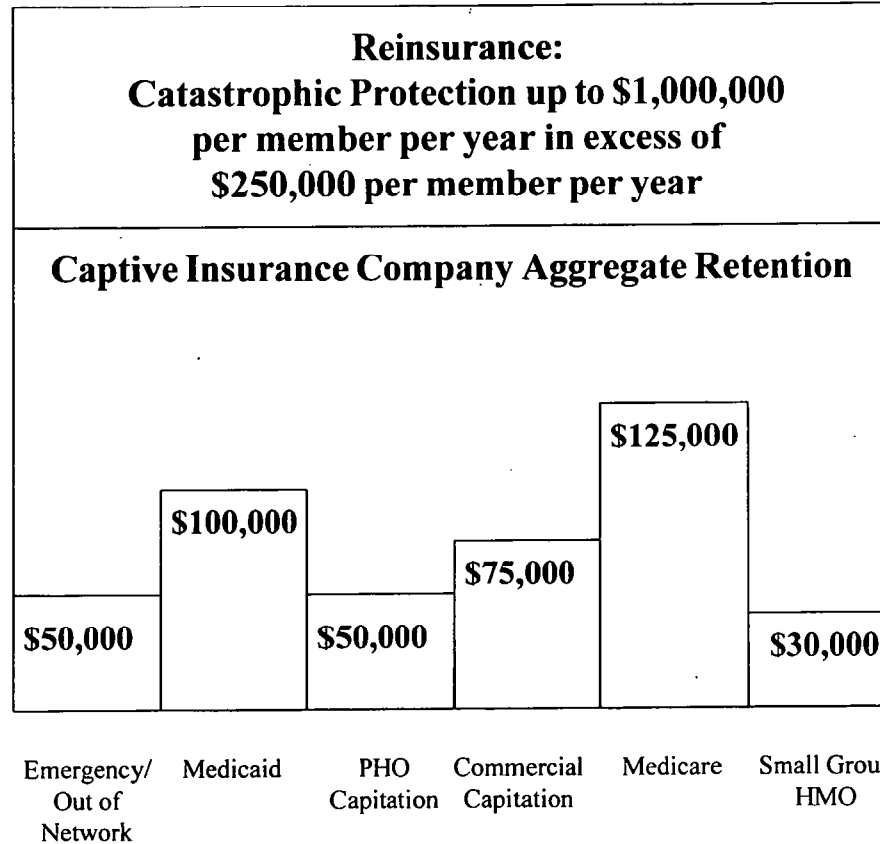 Reinsurance:
Catastrophic Protection up to $1,000,000
per member per year in excess of
$250,000 per member per year
Captive Insurance Company Aggregate Retention
$125,000
$100,000
$75,000
$50,000
$50,000
$30,000
Emergency/
Out of
Network
Medicaid
PHO
Capitation
Commercial
Capitation
Medicare
Small Grou
HMO